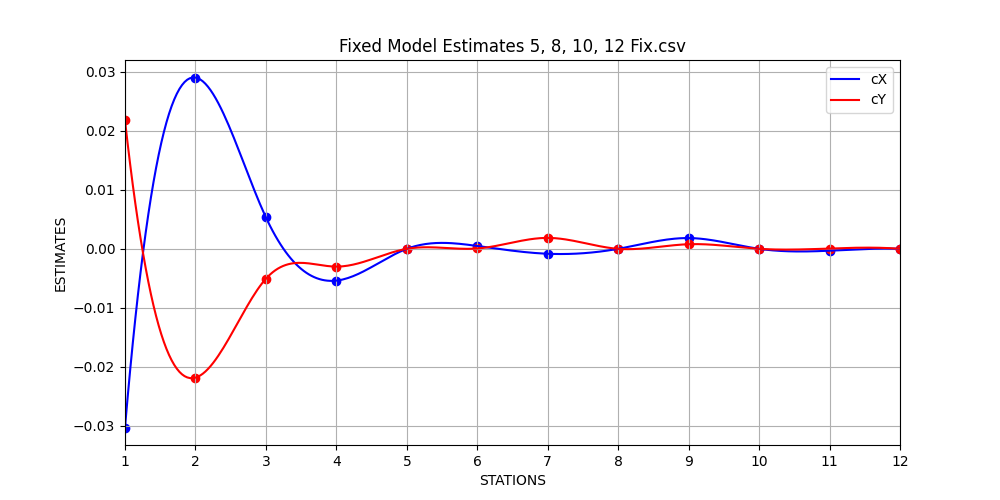 Fixed Model Estimates 5, 8, 10, 12 Fix.csv
cX
cY
0.03
0.02
0.01
0.00
−0.01
−0.02
−0.03
ESTIMATES
1 2 3 4 5 6 7 8 9 10 11 12
STATIONS